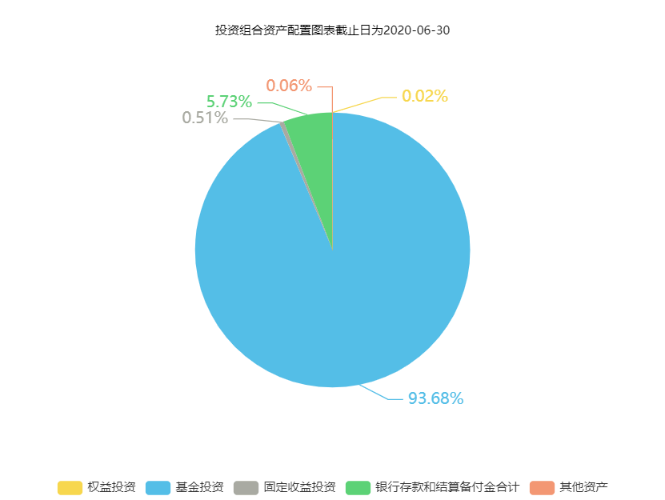 投资组合资产配置图表截止日为2020-06-30
0.06%
0.02%
5.73%
0.51%
93.68%
权益投资 基金投资 固定收益投资 银行存款和结算备付金合计 其他资产